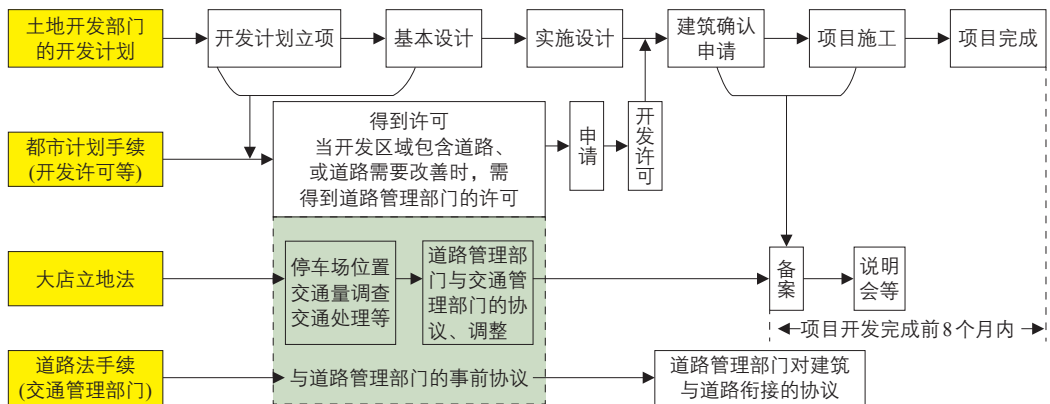 土地开发部门
的开发计划
开发计划立项
基本设计
实施设计
建筑确认
申请
项目施工
项目完成
都市计划手续
(开发许可等)
得到许可
当开发区域包含道路、
或道路需要改善时，需
得到道路管理部门的许可
申请
开发许可
大店立地法
停车场位置
交通量调查
交通处理等
道路管理部
门与交通管
理部门的协
议、调整
备案
说明
会等
项目开发完成前8个月内
道路法手续
(交通管理部门)
与道路管理部门的事前协议
道路管理部门对建筑
与道路衔接的协议